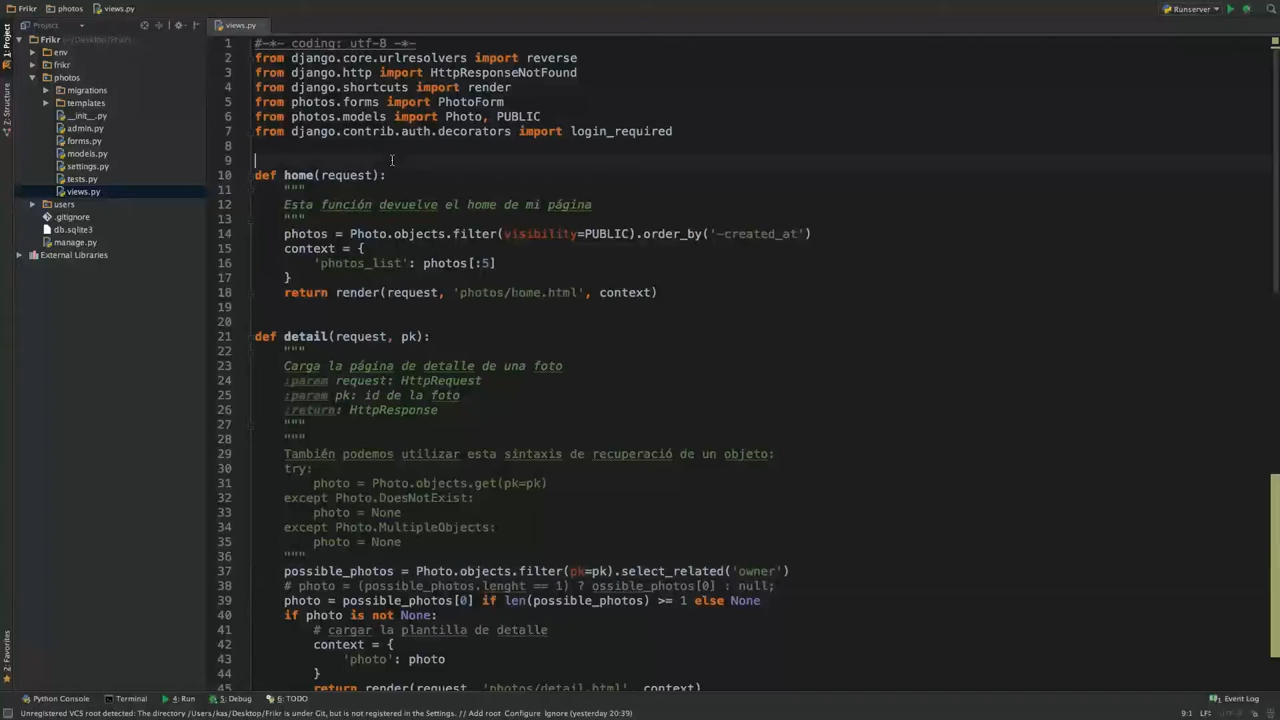 Frikr photos views.py Runserver
Project views.py
1: Project
7: Structure
2: Favorites
Frikr (~/Desktop/Frikr)
env
frikr
photos
migrations
templates
__init__.py
admin.py
forms.py
models.py
settings.py
tests.py
views.py
users
.gitignore
db.sqlite3
manage.py
External Libraries
1 #-*- coding: utf-8 -*-
2 from django.core.urlresolvers import reverse
3 from django.http import HttpResponseNotFound
4 from django.shortcuts import render
5 from photos.forms import PhotoForm
6 from photos.models import Photo, PUBLIC
7 from django.contrib.auth.decorators import login_required
8
9
10 def home(request):
11 """
12 Esta función devuelve el home de mi página
13 """
14 photos = Photo.objects.filter(visibility=PUBLIC).order_by('-created_at')
15 context = {
16 'photos_list': photos[:5]
17 }
18 return render(request, 'photos/home.html', context)
19
20
21 def detail(request, pk):
22 """
23 Carga la página de detalle de una foto
24 :param request: HttpRequest
25 :param pk: id de la foto
26 :return: HttpResponse
27 """
28 """
29 También podemos utilizar esta sintaxis de recuperació de un objeto:
30 try:
31 photo = Photo.objects.get(pk=pk)
32 except Photo.DoesNotExist:
33 photo = None
34 except Photo.MultipleObjects:
35 photo = None
36 """
37 possible_photos = Photo.objects.filter(pk=pk).select_related('owner')
38 # photo = (possible_photos.lenght == 1) ? ossible_photos[0] : null;
39 photo = possible_photos[0] if len(possible_photos) >= 1 else None
40 if photo is not None:
41 # cargar la plantilla de detalle
42 context = {
43 'photo': photo
44 }
45 return render(request, 'photos/detail.html', context)
Python Console Terminal 4: Run 5: Debug 6: TODO Event Log
Unregistered VCS root detected: The directory /Users/kas/Desktop/Frikr is under Git, but is not registered in the Settings. // Add root Configure Ignore (yesterday 20:39) 9:1 LF: UTF-8